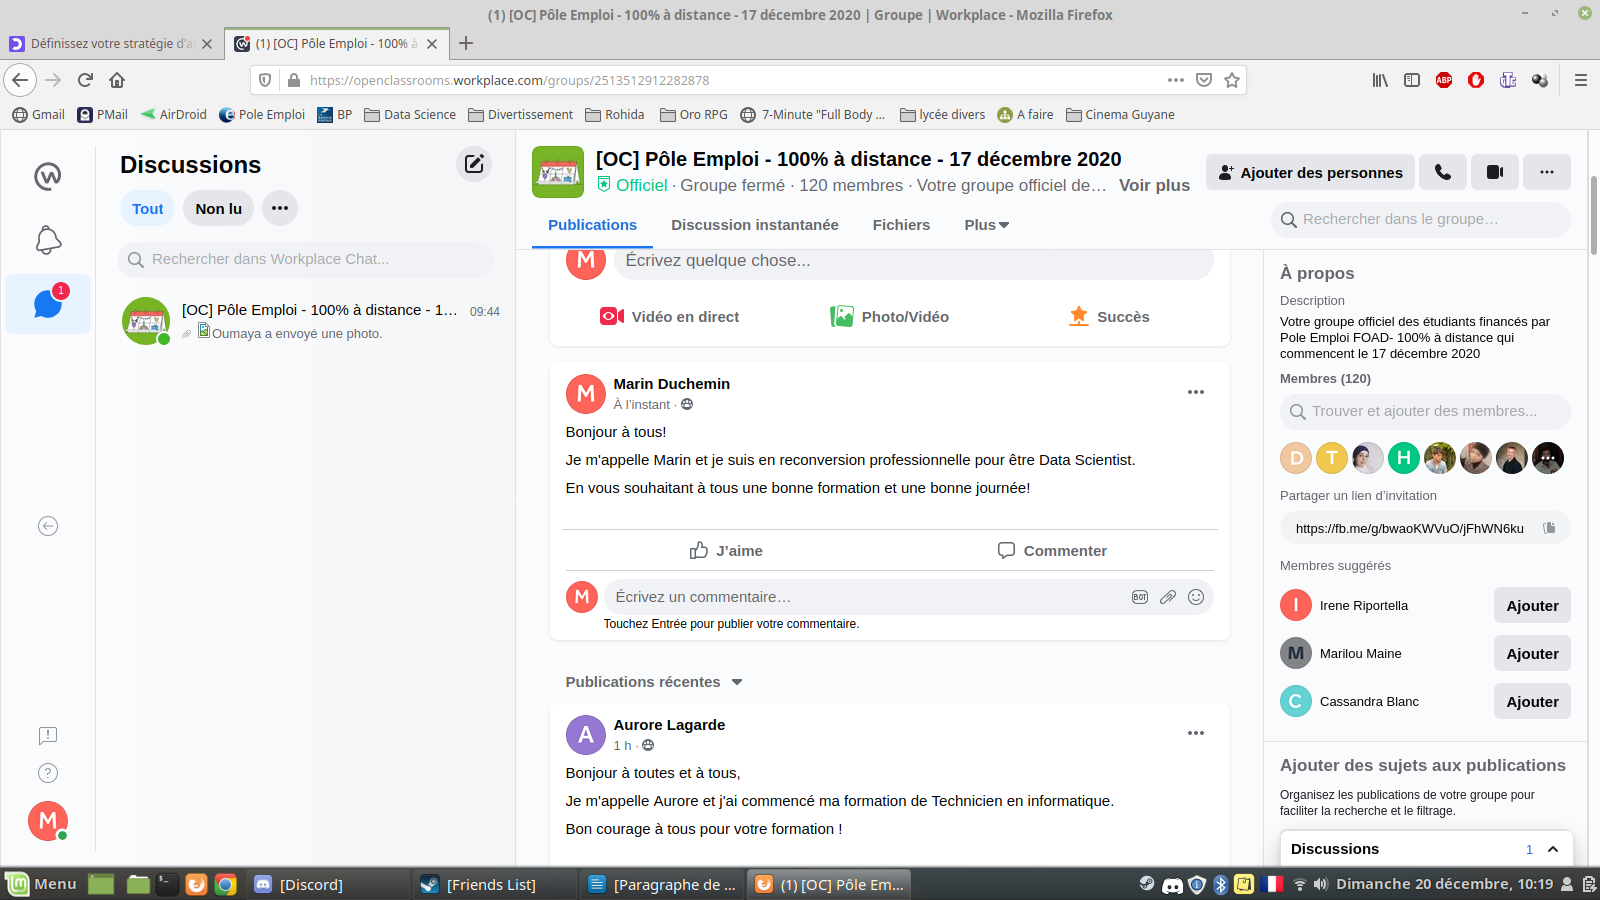 (1) [OC] Pôle Emploi - 100% à distance - 17 décembre 2020 | Groupe | Workplace - Mozilla Firefox
Définissez votre stratégie d'a
(1) [OC] Pôle Emploi - 100% à
https://openclassrooms.workplace.com/groups/2513512912282878
ABP
Gmail
PMail
AirDroid
Pole Emploi
BP
Data Science
Divertissement
Rohida
Oro RPG
7-Minute "Full Body ...
lycée divers
A faire
Cinema Guyane
Discussions
Tout
Non lu
Rechercher dans Workplace Chat...
1
[OC] Pôle Emploi - 100% à distance - 1…
09:44
Oumaya a envoyé une photo.
M
[OC] Pôle Emploi - 100% à distance - 17 décembre 2020
Officiel · Groupe fermé · 120 membres · Votre groupe officiel de… Voir plus
Ajouter des personnes
Publications
Discussion instantanée
Fichiers
Plus
Rechercher dans le groupe…
M
Écrivez quelque chose...
Vidéo en direct
Photo/Vidéo
Succès
M
Marin Duchemin
À l’instant ·
Bonjour à tous!
Je m'appelle Marin et je suis en reconversion professionnelle pour être Data Scientist.
En vous souhaitant à tous une bonne formation et une bonne journée!
J’aime
Commenter
M
Écrivez un commentaire…
BOT
Touchez Entrée pour publier votre commentaire.
Publications récentes
A
Aurore Lagarde
1 h ·
Bonjour à toutes et à tous,
Je m'appelle Aurore et j'ai commencé ma formation de Technicien en informatique.
Bon courage à tous pour votre formation !
À propos
Description
Votre groupe officiel des étudiants financés par
Pole Emploi FOAD- 100% à distance qui
commencent le 17 décembre 2020
Membres (120)
Trouver et ajouter des membres...
D
T
H
Partager un lien d’invitation
https://fb.me/g/bwaoKWVuO/jFhWN6ku
Membres suggérés
I
Irene Riportella
Ajouter
M
Marilou Maine
Ajouter
C
Cassandra Blanc
Ajouter
Ajouter des sujets aux publications
Organisez les publications de votre groupe pour
faciliter la recherche et le filtrage.
Discussions
1
Menu
[Discord]
[Friends List]
[Paragraphe de ...
(1) [OC] Pôle Em...
Dimanche 20 décembre, 10:19